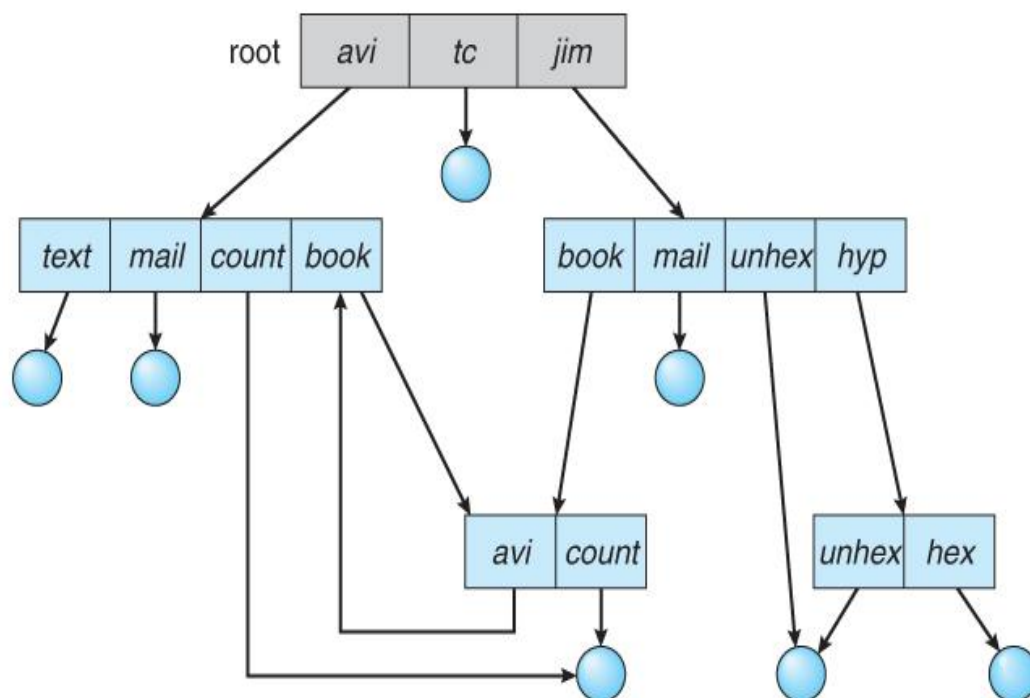 root avi tc jim
text mail count book
book mail unhex hyp
avi count
unhex hex